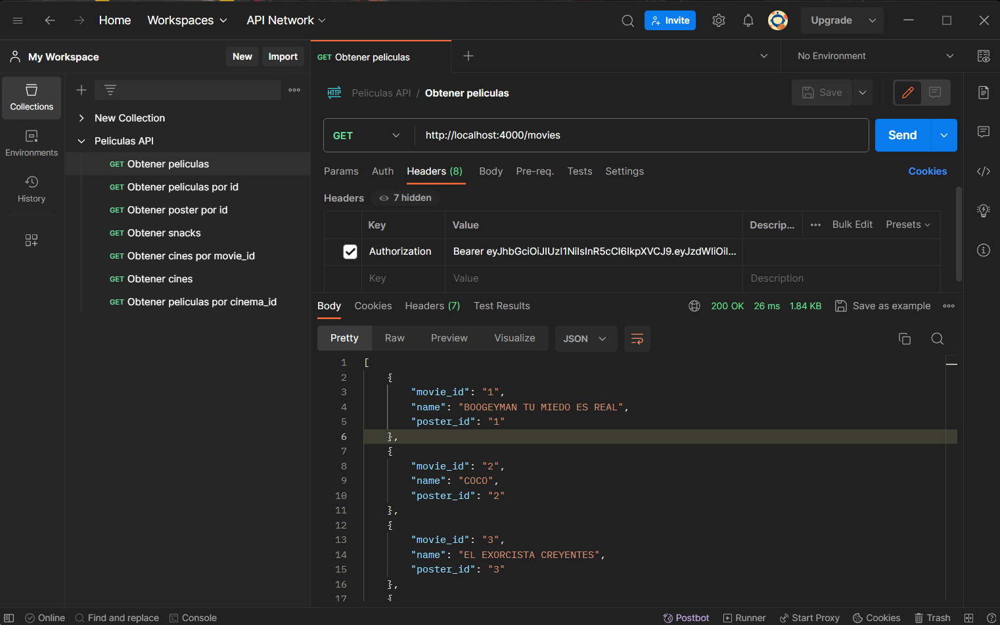 Home Workspaces API Network Invite Upgrade
My Workspace New Import
GET Obtener peliculas No Environment
Collections
Environments
History
New Collection
Peliculas API
GET Obtener peliculas
GET Obtener peliculas por id
GET Obtener poster por id
GET Obtener snacks
GET Obtener cines por movie_id
GET Obtener cines
GET Obtener peliculas por cinema_id
HTTP Peliculas API / Obtener peliculas Save
GET http://localhost:4000/movies Send
Params Auth Headers (8) Body Pre-req. Tests Settings Cookies
Headers 7 hidden
Key Value Descrip... Bulk Edit Presets
Authorization Bearer eyJhbGciOiJIUzI1NiIsInR5cCI6IkpXVCJ9.eyJzdWIiOiI...
Key Value Description
Body Cookies Headers (7) Test Results 200 OK 26 ms 1.84 KB Save as example
Pretty Raw Preview Visualize JSON
1 [
2 {
3 "movie_id": "1",
4 "name": "BOOGEYMAN TU MIEDO ES REAL",
5 "poster_id": "1"
6 },
7 {
8 "movie_id": "2",
9 "name": "COCO",
10 "poster_id": "2"
11 },
12 {
13 "movie_id": "3",
14 "name": "EL EXORCISTA CREYENTES",
15 "poster_id": "3"
16 },
17 {
Online Find and replace Console Postbot Runner Start Proxy Cookies Trash